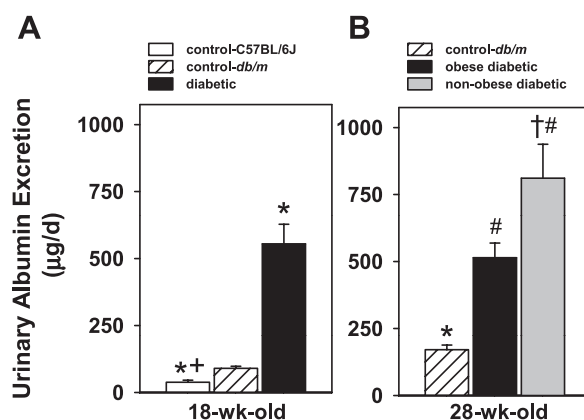 A
control-C57BL/6J
control-db/m
diabetic
Urinary Albumin Excretion
(µg/d)
1000
750
500
250
0
*+
*
18-wk-old
B
control-db/m
obese diabetic
non-obese diabetic
1000
750
500
250
0
*
#
†#
28-wk-old